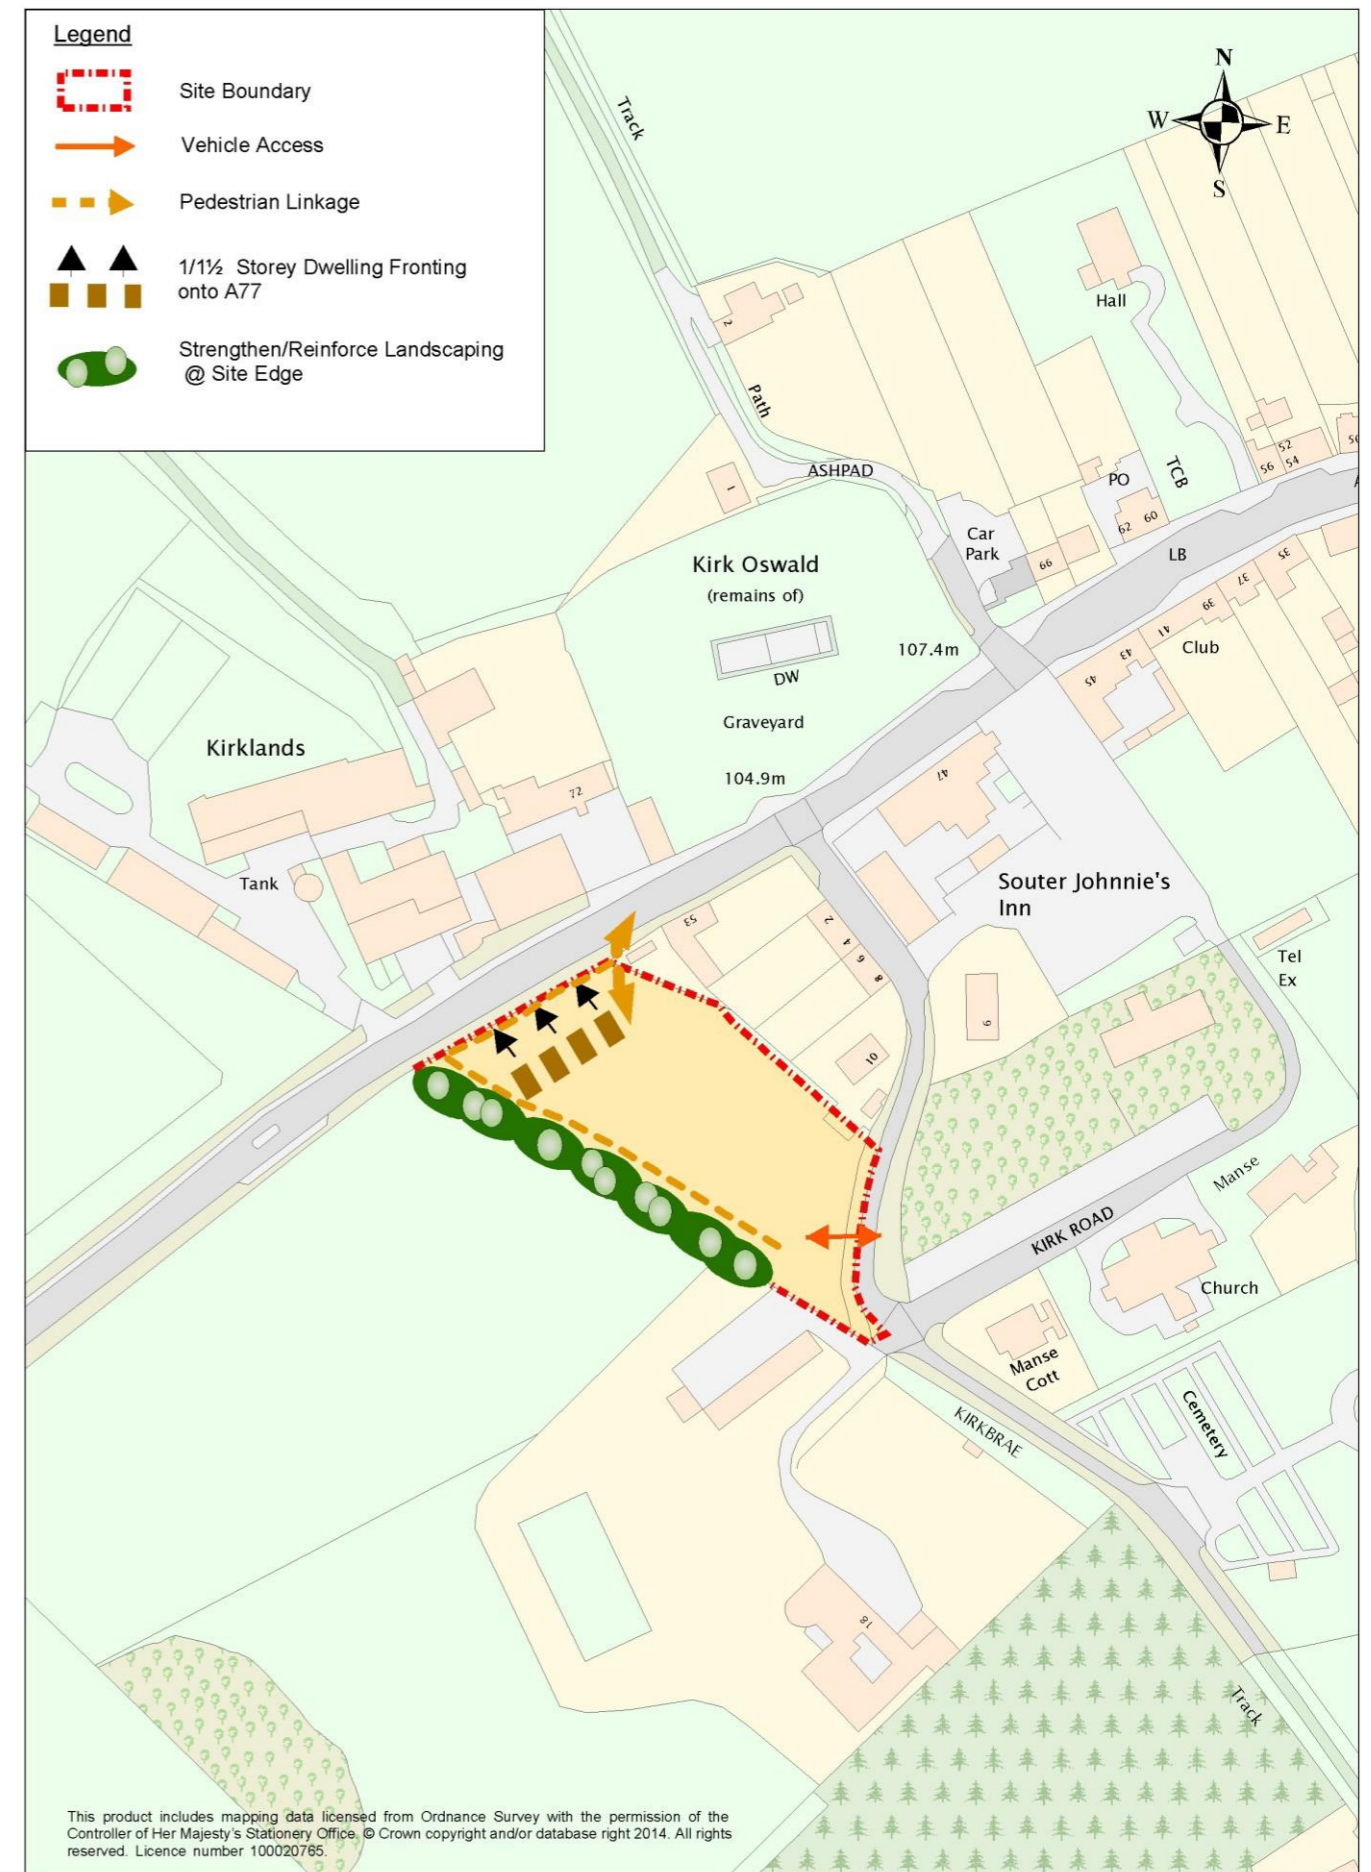 Legend
Site Boundary
Vehicle Access
Pedestrian Linkage
1/1½ Storey Dwelling Fronting
onto A77
Strengthen/Reinforce Landscaping
@ Site Edge
N
W
E
S
Track
Hall
2
Path
ASHPAD
1
PO
TCB
52
54
56
62
60
Car
Park
66
LB
35
37
39
41
43
45
Club
Kirk Oswald
(remains of)
107.4m
DW
Graveyard
104.9m
Kirklands
72
47
Tank
Souter Johnnie's
Inn
53
2
4
6
8
9
10
Tel
Ex
Manse
KIRK ROAD
Church
Manse
Cott
Cemetery
KIRKBRAE
18
Track
This product includes mapping data licensed from Ordnance Survey with the permission of the
Controller of Her Majesty's Stationery Office. © Crown copyright and/or database right 2014. All rights
reserved. Licence number 100020765.